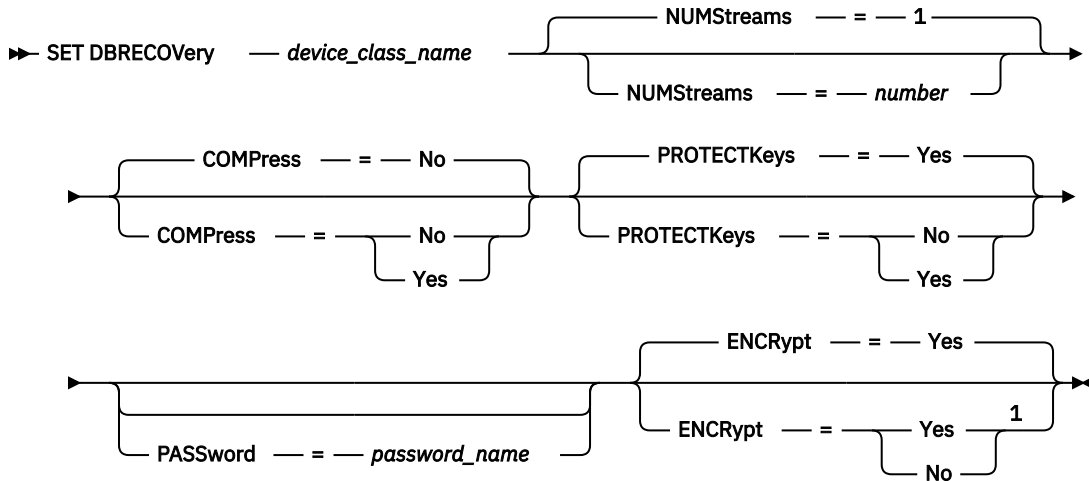 NUMStreams = 1
SET DBRECOVery device_class_name
NUMStreams = number
COMPress = No PROTECTKeys = Yes
COMPress = No PROTECTKeys = No
Yes Yes
ENCRypt = Yes
PASSword = password_name ENCRypt = Yes 1
No